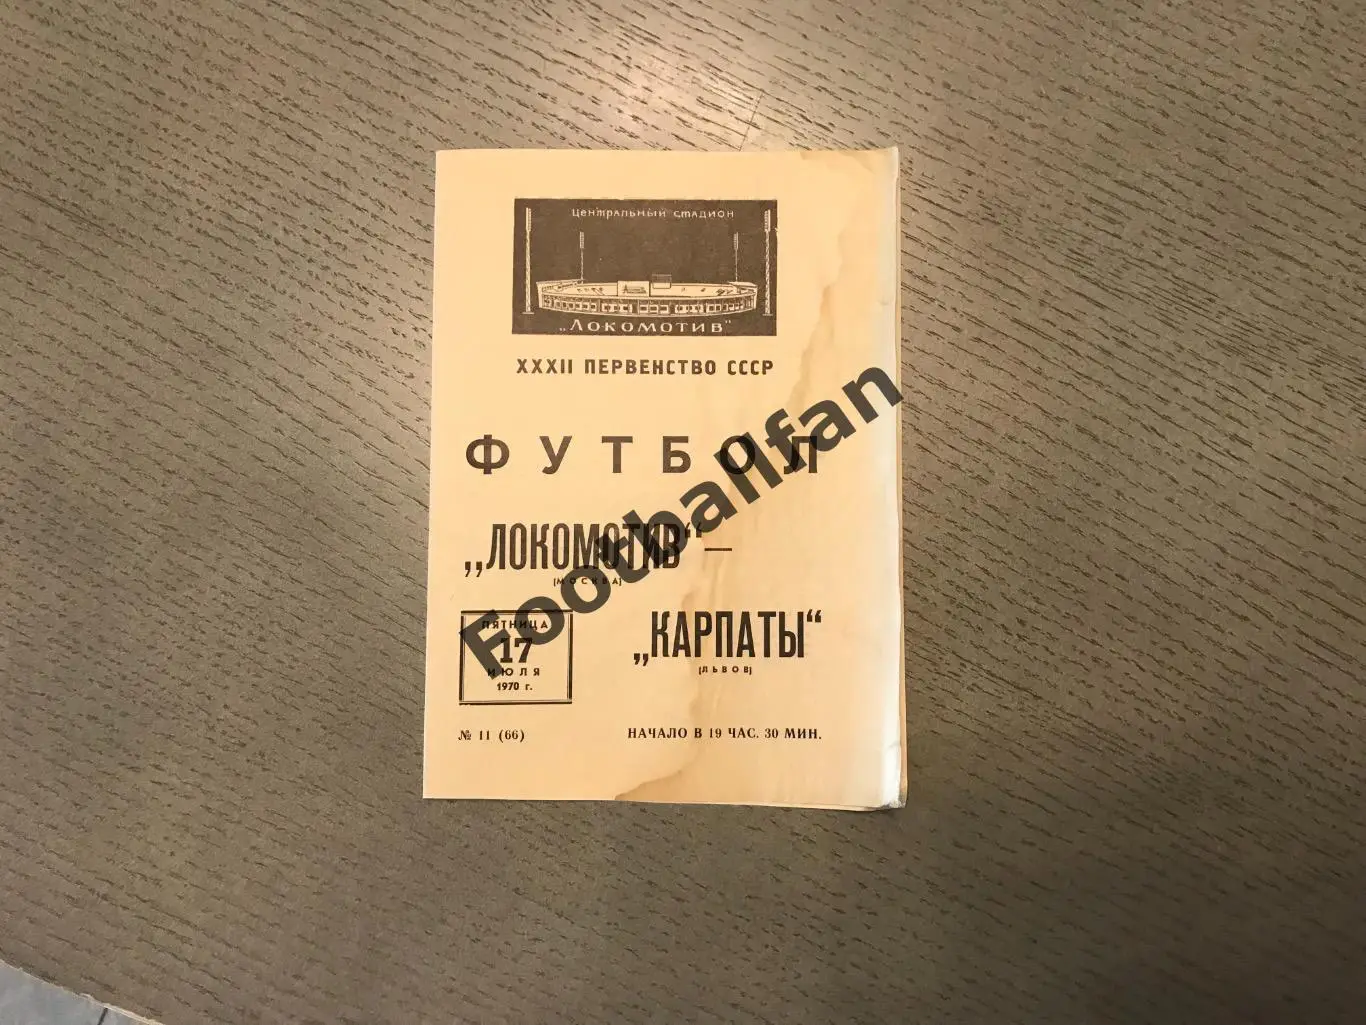 Центральный стадион
„Локомотив"
XXXII ПЕРВЕНСТВО СССР
ФУТБОЛ
„ЛОКОМОТИВ“ —
(МОСКВА)
„КАРПАТЫ“
(ЛЬВОВ)
ПЯТНИЦА
17
ИЮЛЯ
1970 г.
№ 11 (66)
НАЧАЛО В 19 ЧАС. 30 МИН.
Footballfan